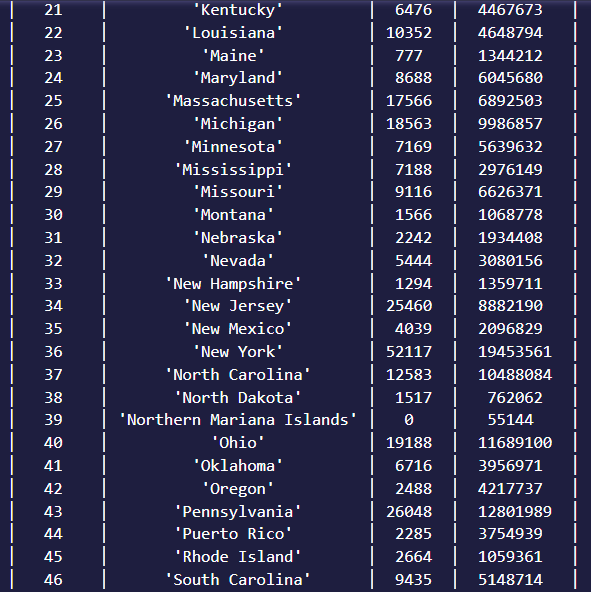 | 21 | 'Kentucky' | 6476 | 4467673 |
| 22 | 'Louisiana' | 10352 | 4648794 |
| 23 | 'Maine' | 777 | 1344212 |
| 24 | 'Maryland' | 8688 | 6045680 |
| 25 | 'Massachusetts' | 17566 | 6892503 |
| 26 | 'Michigan' | 18563 | 9986857 |
| 27 | 'Minnesota' | 7169 | 5639632 |
| 28 | 'Mississippi' | 7188 | 2976149 |
| 29 | 'Missouri' | 9116 | 6626371 |
| 30 | 'Montana' | 1566 | 1068778 |
| 31 | 'Nebraska' | 2242 | 1934408 |
| 32 | 'Nevada' | 5444 | 3080156 |
| 33 | 'New Hampshire' | 1294 | 1359711 |
| 34 | 'New Jersey' | 25460 | 8882190 |
| 35 | 'New Mexico' | 4039 | 2096829 |
| 36 | 'New York' | 52117 | 19453561 |
| 37 | 'North Carolina' | 12583 | 10488084 |
| 38 | 'North Dakota' | 1517 | 762062 |
| 39 | 'Northern Mariana Islands' | 0 | 55144 |
| 40 | 'Ohio' | 19188 | 11689100 |
| 41 | 'Oklahoma' | 6716 | 3956971 |
| 42 | 'Oregon' | 2488 | 4217737 |
| 43 | 'Pennsylvania' | 26048 | 12801989 |
| 44 | 'Puerto Rico' | 2285 | 3754939 |
| 45 | 'Rhode Island' | 2664 | 1059361 |
| 46 | 'South Carolina' | 9435 | 5148714 |